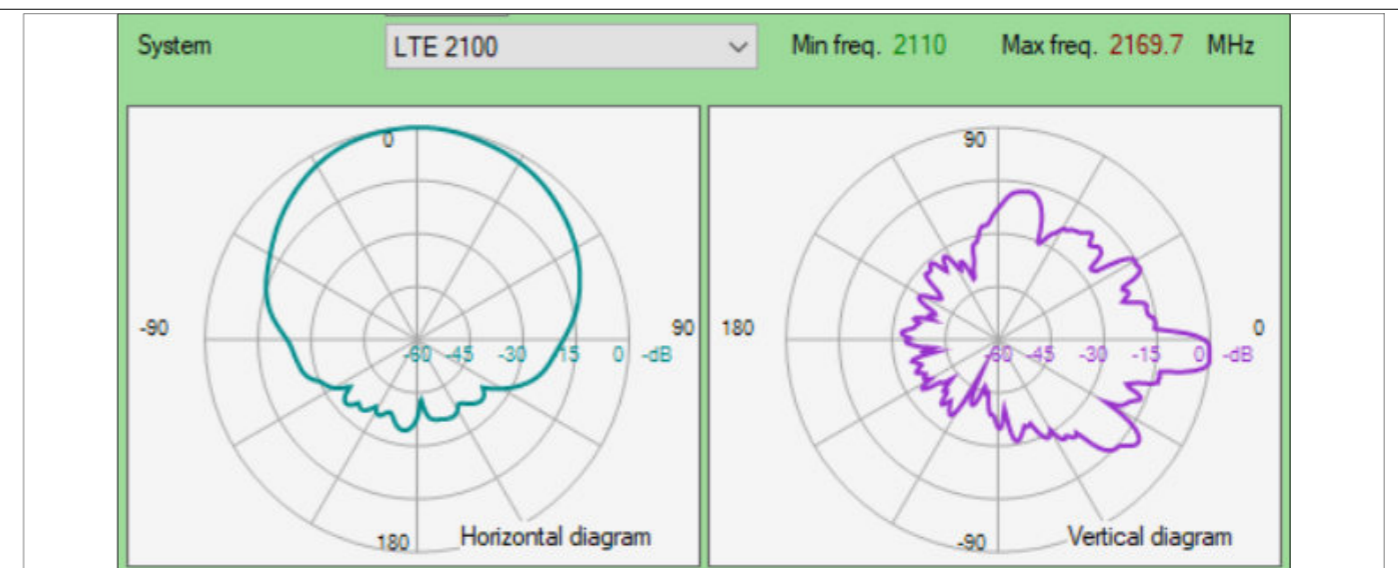 System LTE 2100 Min freq. 2110 Max freq. 2169.7 MHz
0
-90 90
-60 -45 -30 -15 0 -dB
180 Horizontal diagram
90
180 0
-60 -45 -30 -15 0 -dB
-90 Vertical diagram